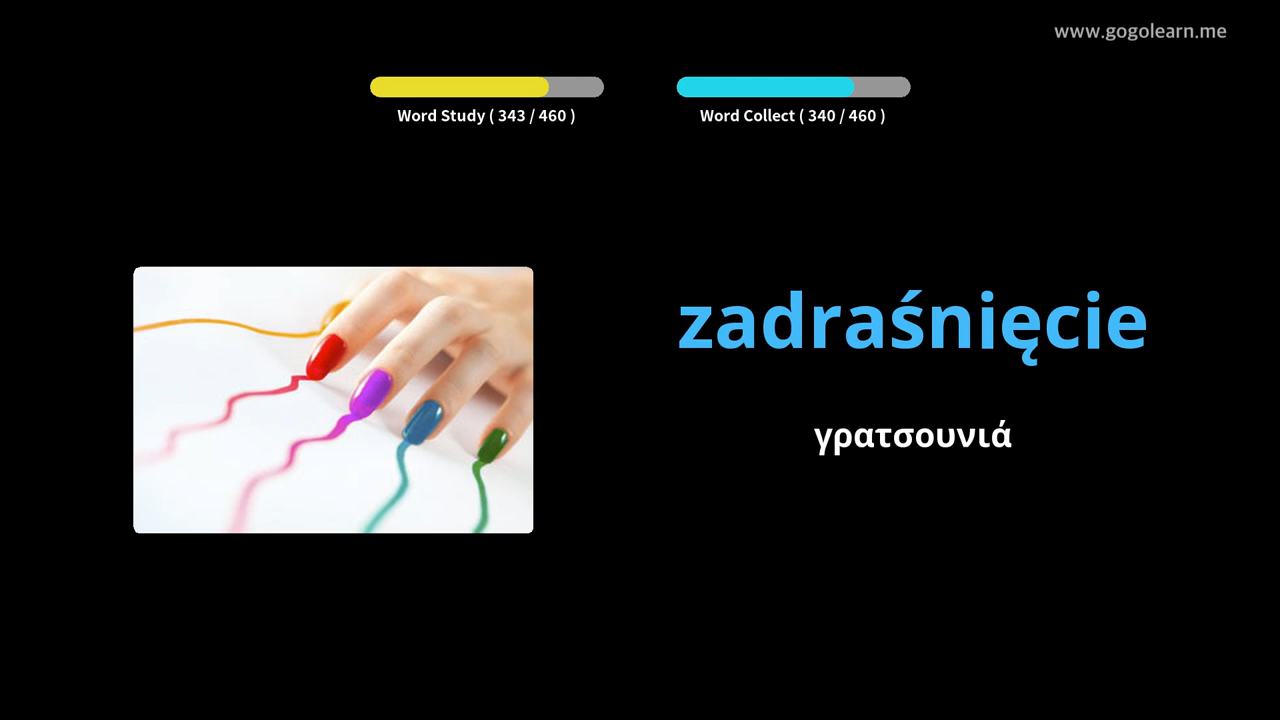 www.gogolearn.me
Word Study ( 343 / 460 )
Word Collect ( 340 / 460 )
zadraśnięcie
γρατσουνιά